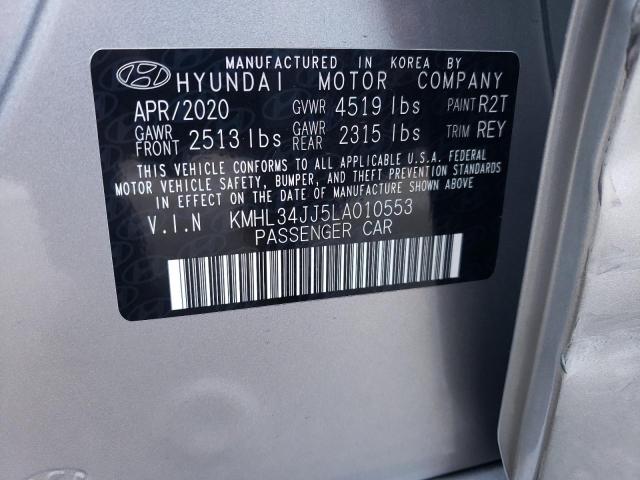 MANUFACTURED IN KOREA BY
HYUNDAI MOTOR COMPANY
APR/2020 GVWR 4519 lbs PAINT R2T
GAWR FRONT 2513 lbs GAWR REAR 2315 lbs TRIM REY
THIS VEHICLE CONFORMS TO ALL APPLICABLE U.S.A. FEDERAL
MOTOR VEHICLE SAFETY, BUMPER, AND THEFT PREVENTION STANDARDS
IN EFFECT ON THE DATE OF MANUFACTURE SHOWN ABOVE.
V.I.N KMHL34JJ5LA010553
PASSENGER CAR